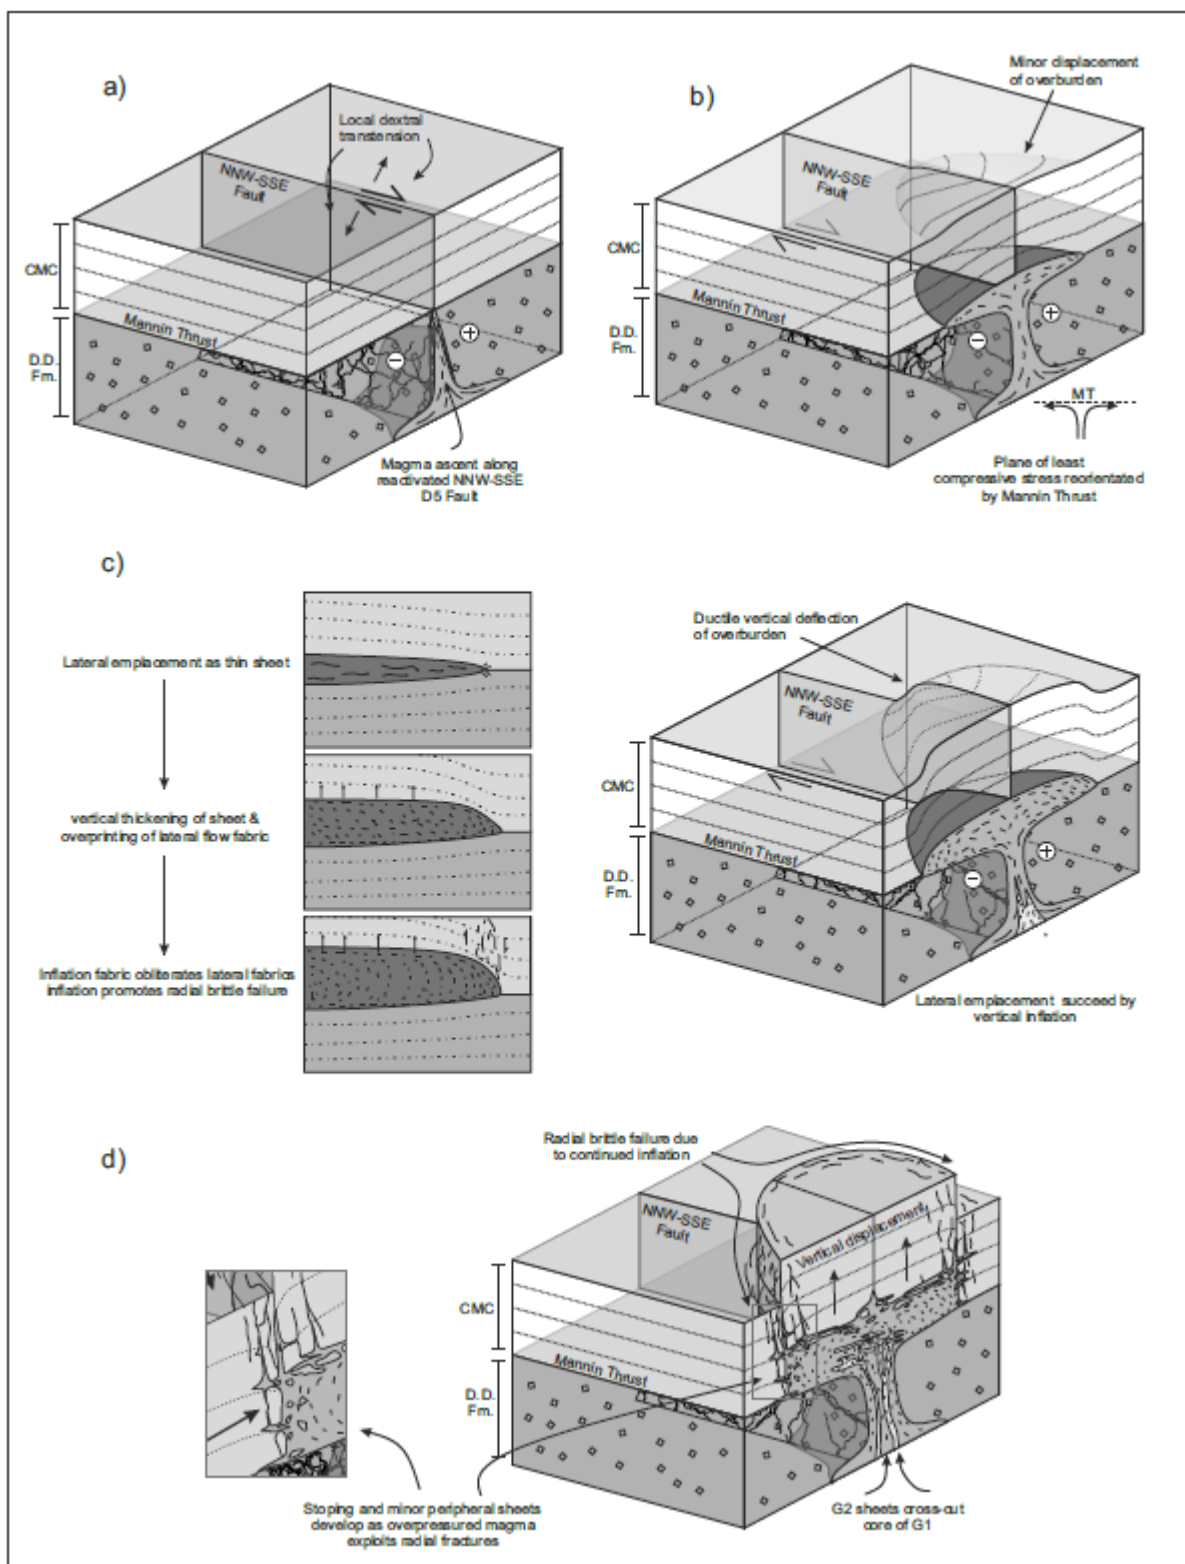 a)
Local dextral
transtension
NNW-SSE
Fault
CMC
Mannin Thrust
D.D.
Fm.
−
+
Magma ascent along
reactivated NNW-SSE
D5 Fault
b)
Minor displacement
of overburden
NNW-SSE
Fault
CMC
Mannin Thrust
D.D.
Fm.
−
+
MT
Plane of least
compressive stress reorientated
by Mannin Thrust
c)
Lateral emplacement as thin sheet
vertical thickening of sheet &
overprinting of lateral flow fabric
Inflation fabric obliterates lateral fabrics
inflation promotes radial brittle failure
Ductile vertical deflection
of overburden
NNW-SSE
Fault
CMC
Mannin Thrust
D.D.
Fm.
−
+
Lateral emplacement succeed by
vertical inflation
d)
Radial brittle failure due
to continued inflation
NNW-SSE
Fault
Vertical displacement
CMC
Mannin Thrust
D.D.
Fm.
Stoping and minor peripheral sheets
develop as overpressured magma
exploits radial fractures
G2 sheets cross-cut
core of G1